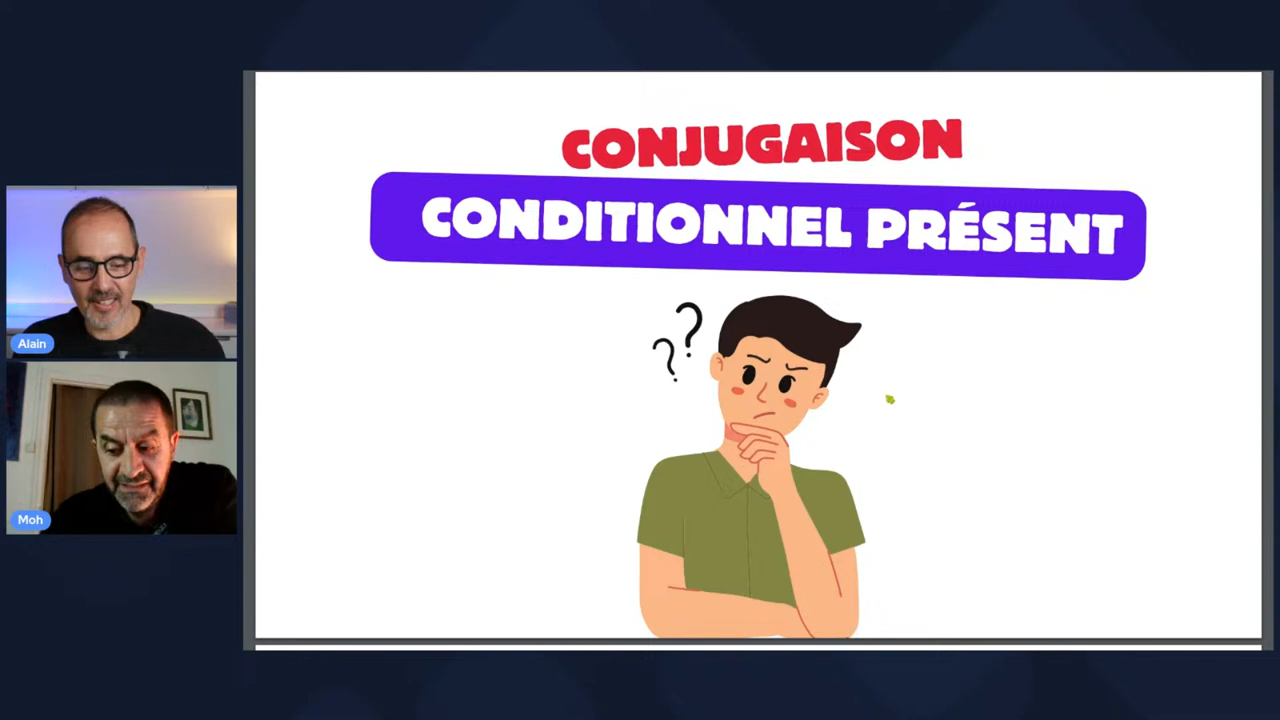 CONJUGAISON
CONDITIONNEL PRÉSENT
? ?
Alain
Moh